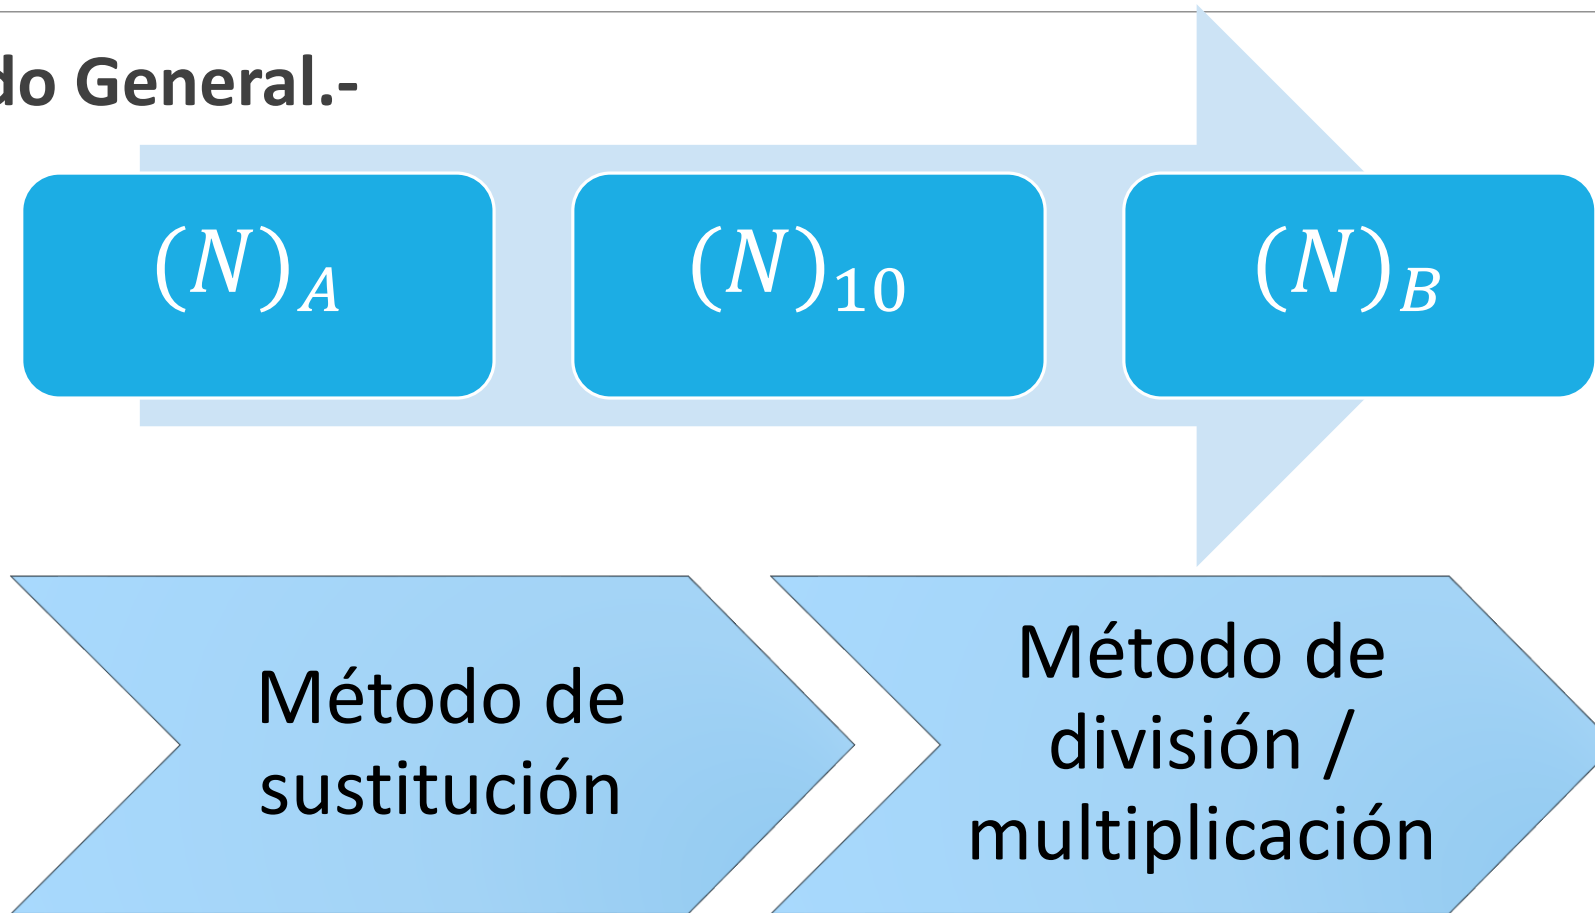 do General.-
(N)A
(N)10
(N)B
Método de
sustitución
Método de
división /
multiplicación